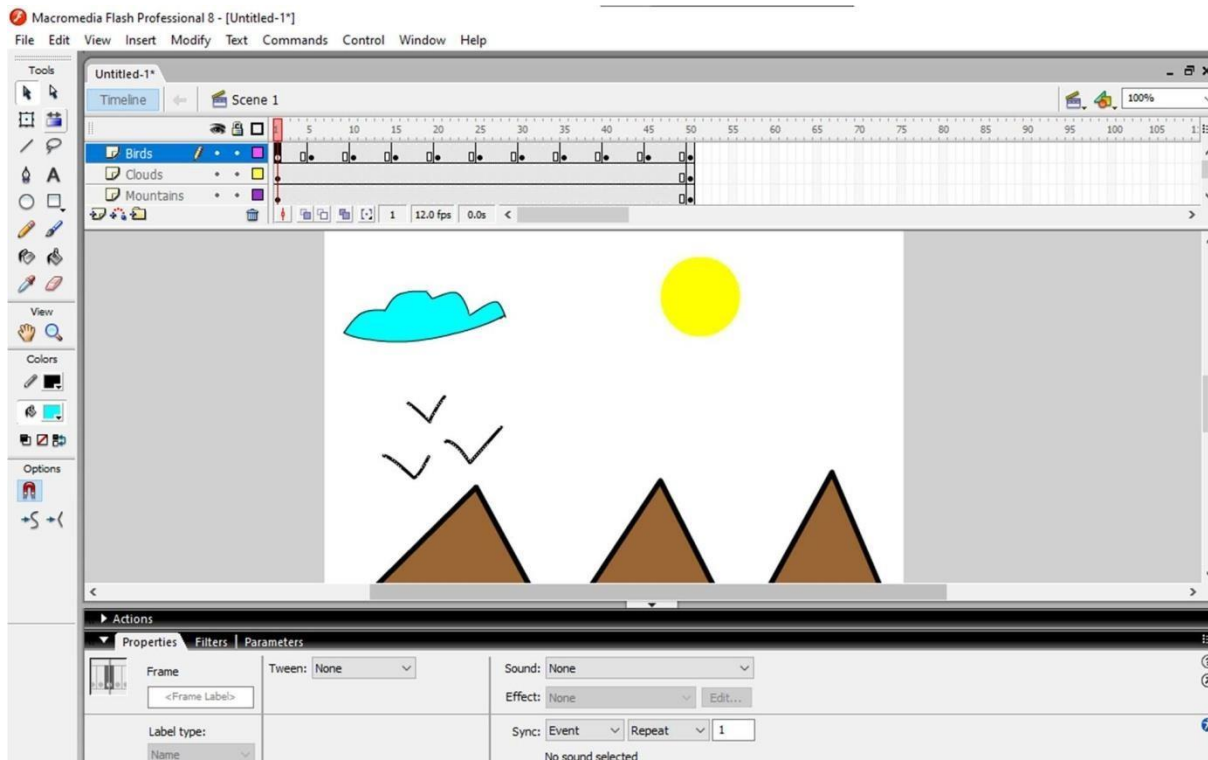 Macromedia Flash Professional 8 - [Untitled-1*]
File Edit View Insert Modify Text Commands Control Window Help
Tools
Untitled-1*
Timeline Scene 1 100%
1 5 10 15 20 25 30 35 40 45 50 55 60 65 70 75 80 85 90 95 100 105
Birds
Clouds
Mountains
1 12.0 fps 0.0s
View
Colors
Options
Actions
Properties Filters Parameters
Frame Tween: None Sound: None
<Frame Label> Effect: None Edit...
Label type: Sync: Event Repeat 1
Name No sound selected